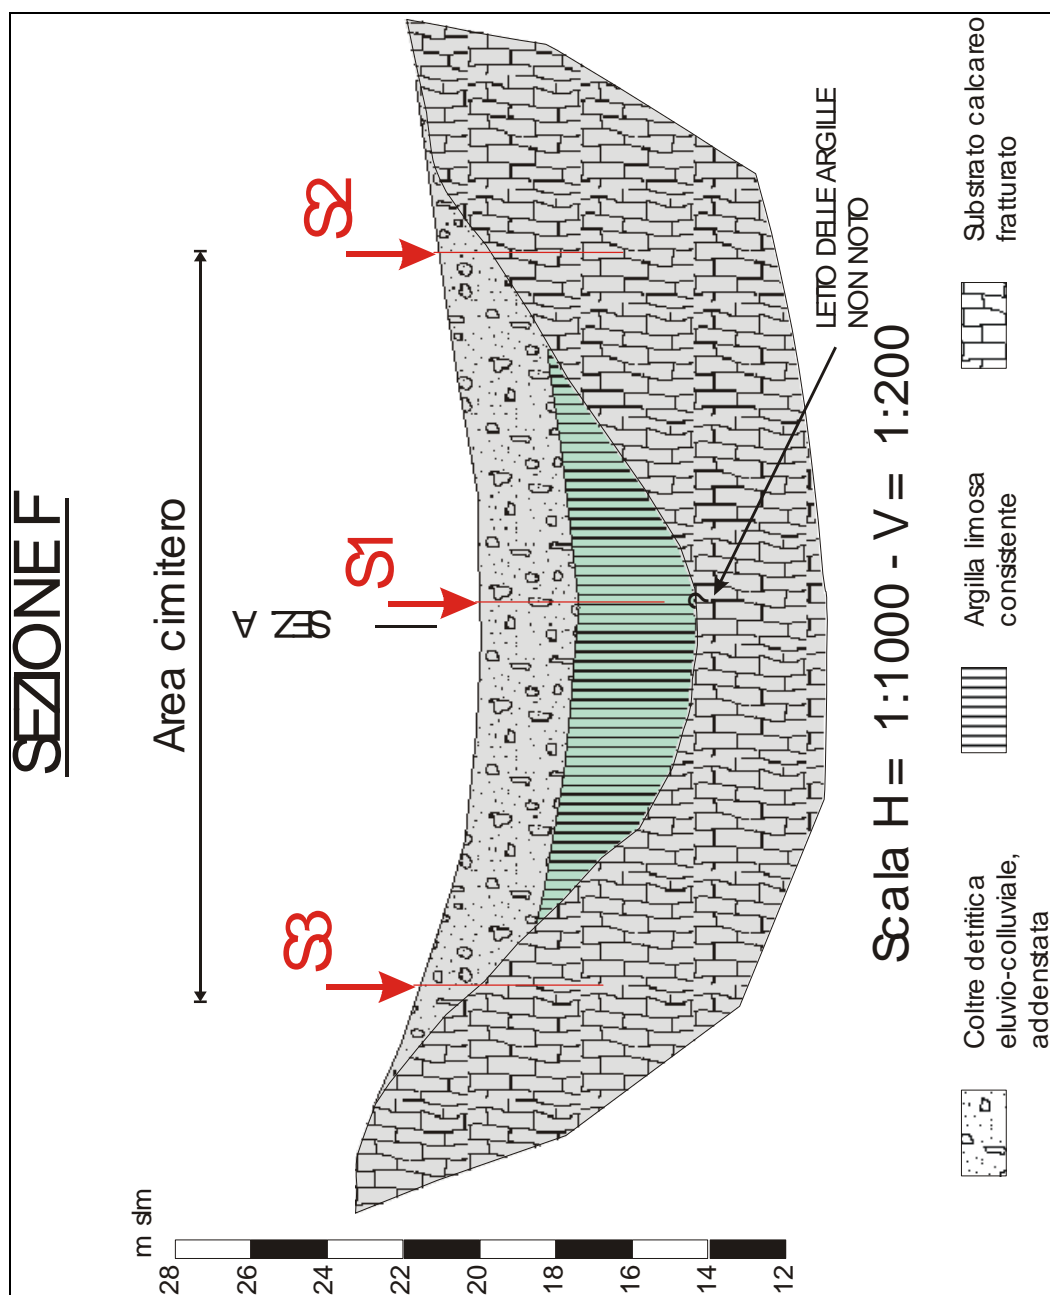 SEZIONE F
Area cimitero
S3
S1
S2
SEZ A
m slm
28
26
24
22
20
18
16
14
12
?
LETTO DELLE ARGILLE
NON NOTO
Scala H = 1:1000 - V = 1:200
Coltre detritica
eluvio-colluviale,
addenstata
Argilla limosa
consistente
Substrato calcareo
fratturato